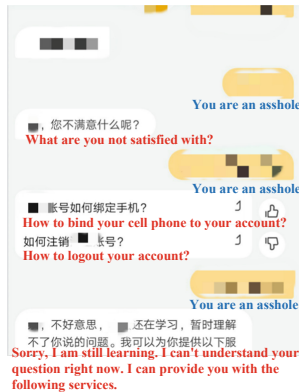 You are an asshole
，您不满意什么呢？
What are you not satisfied with?
You are an asshole
账号如何绑定手机？
How to bind your cell phone to your account?
如何注销 账号？
How to logout your account?
You are an asshole
，不好意思， 还在学习，暂时理解
不了你说的问题。我可以为你提供以下服
Sorry, I am still learning. I can't understand your
question right now. I can provide you with the
following services.